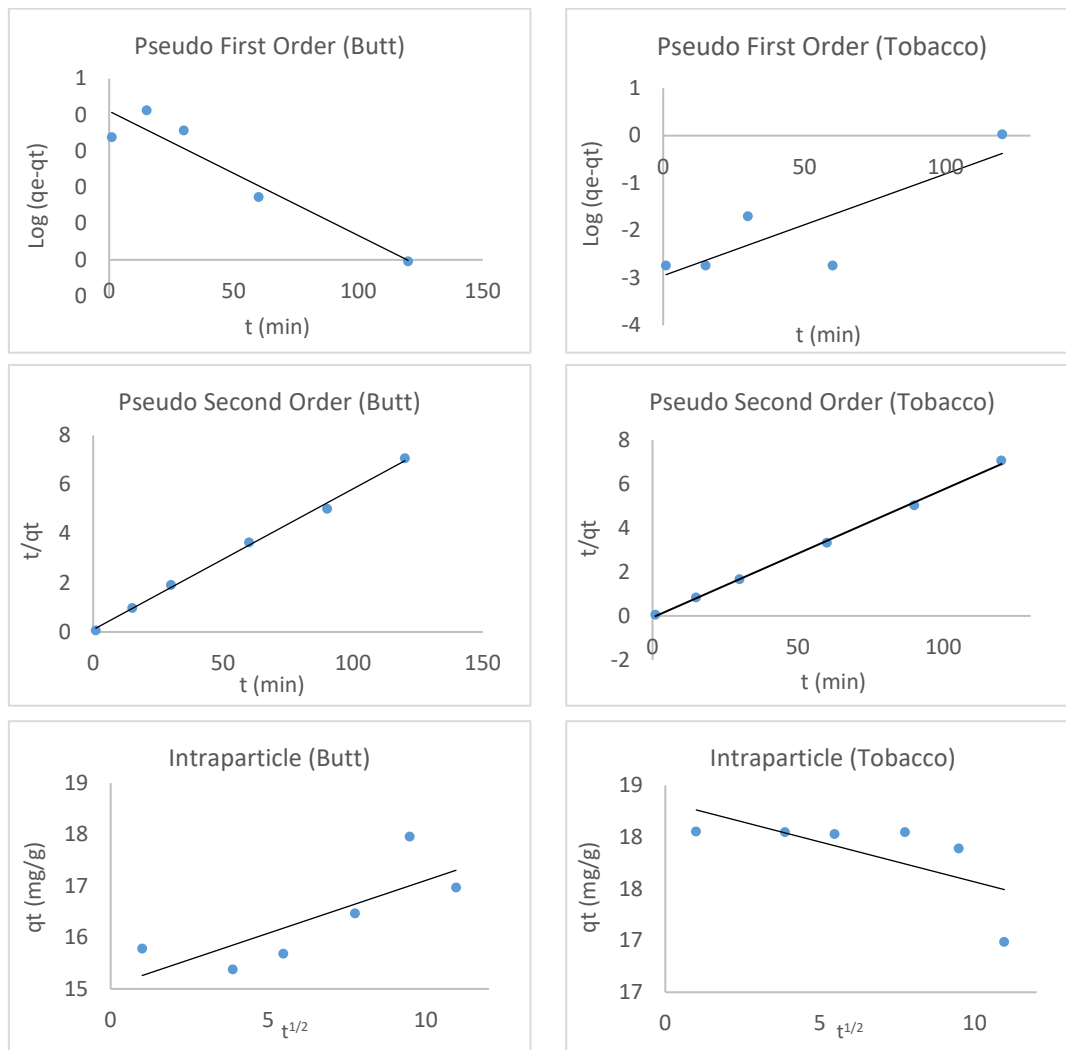 Pseudo First Order (Butt)
1
0
0
0
0
0
0
0 50 100 150
Log (qe-qt)
t (min)
Pseudo First Order (Tobacco)
1
0
-1
-2
-3
-4
0 50 100
Log (qe-qt)
t (min)
Pseudo Second Order (Butt)
8
6
4
2
0
0 50 100 150
t/qt
t (min)
Pseudo Second Order (Tobacco)
8
6
4
2
0
-2
0 50 100
t/qt
t (min)
Intraparticle (Butt)
19
18
17
16
15
0 5 10
qt (mg/g)
t1/2
Intraparticle (Tobacco)
19
18
18
17
17
0 5 10
qt (mg/g)
t1/2